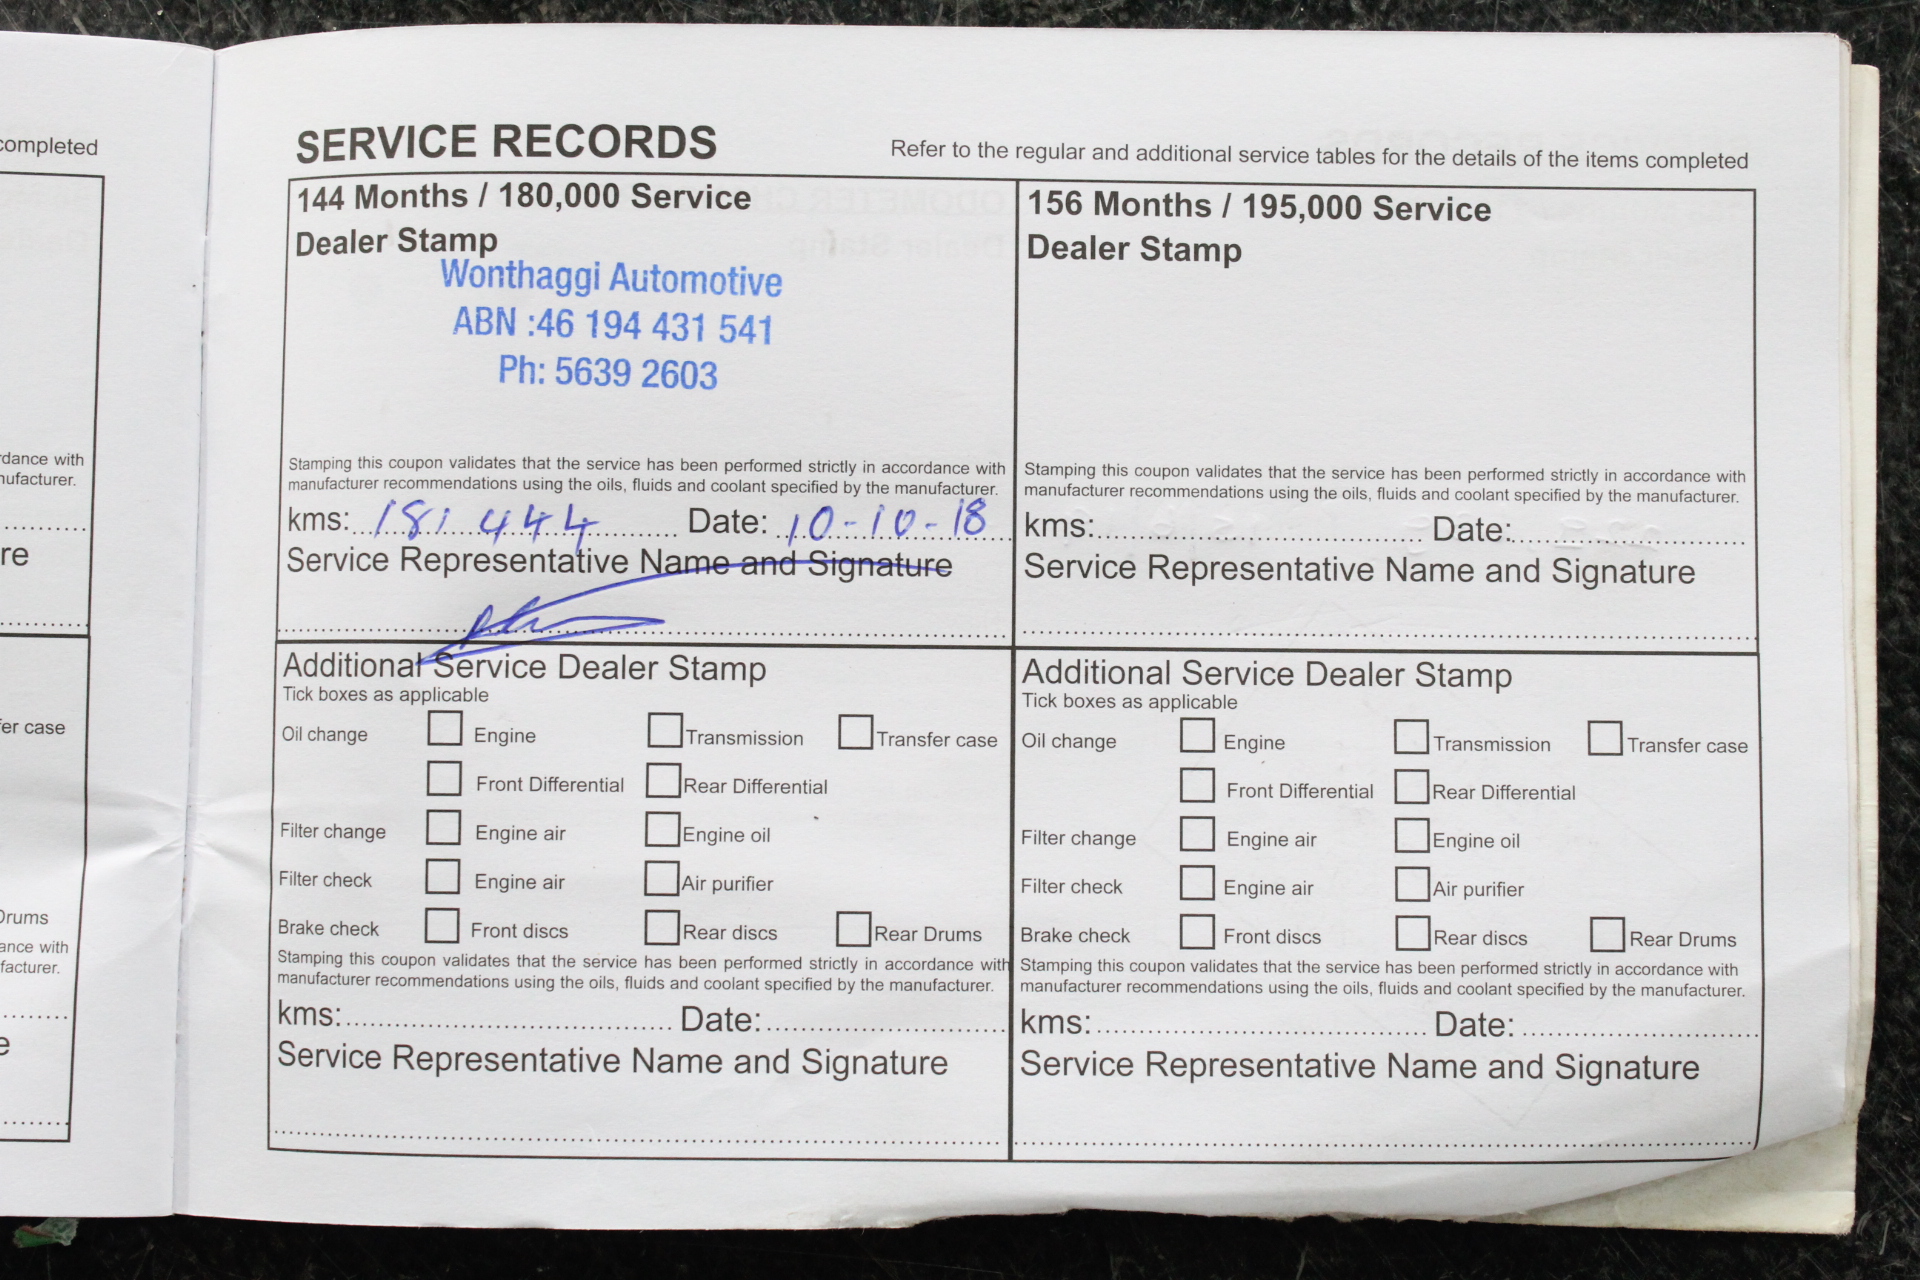 completed
rdance with
nufacturer.
re
er case
Drums
ance with
facturer.
e
SERVICE RECORDS
Refer to the regular and additional service tables for the details of the items completed
144 Months / 180,000 Service
Dealer Stamp
Wonthaggi Automotive
ABN :46 194 431 541
Ph: 5639 2603
Stamping this coupon validates that the service has been performed strictly in accordance with
manufacturer recommendations using the oils, fluids and coolant specified by the manufacturer.
kms: 181 444 Date: 10-10-18
Service Representative Name and Signature
Additional Service Dealer Stamp
Tick boxes as applicable
Oil change Engine Transmission Transfer case
Front Differential Rear Differential
Filter change Engine air Engine oil
Filter check Engine air Air purifier
Brake check Front discs Rear discs Rear Drums
Stamping this coupon validates that the service has been performed strictly in accordance with
manufacturer recommendations using the oils, fluids and coolant specified by the manufacturer.
kms: Date:
Service Representative Name and Signature
156 Months / 195,000 Service
Dealer Stamp
Stamping this coupon validates that the service has been performed strictly in accordance with
manufacturer recommendations using the oils, fluids and coolant specified by the manufacturer.
kms: Date:
Service Representative Name and Signature
Additional Service Dealer Stamp
Tick boxes as applicable
Oil change Engine Transmission Transfer case
Front Differential Rear Differential
Filter change Engine air Engine oil
Filter check Engine air Air purifier
Brake check Front discs Rear discs Rear Drums
Stamping this coupon validates that the service has been performed strictly in accordance with
manufacturer recommendations using the oils, fluids and coolant specified by the manufacturer.
kms: Date:
Service Representative Name and Signature